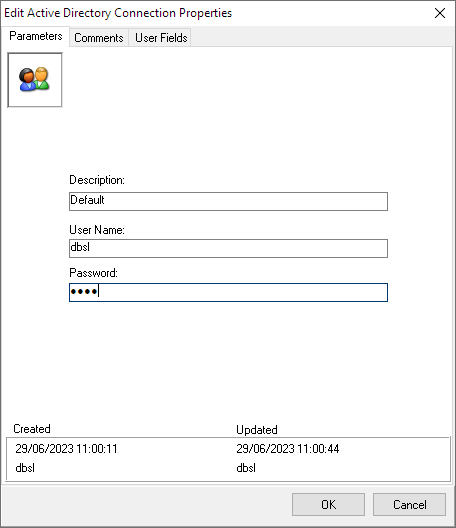 Edit Active Directory Connection Properties
Parameters Comments User Fields
Description:
Default
User Name:
dbsl
Password:
••••
Created Updated
29/06/2023 11:00:11 29/06/2023 11:00:44
dbsl dbsl
OK Cancel